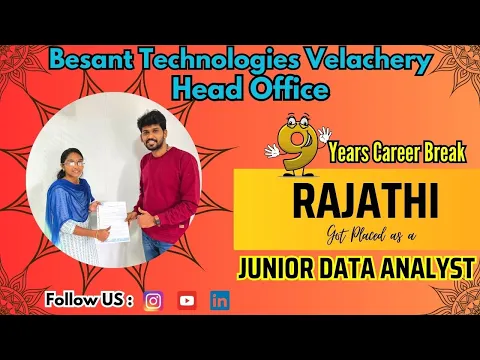 Besant Technologies Velachery
Head Office
9 Years Career Break
RAJATHI
Got Placed as a
JUNIOR DATA ANALYST
Follow US :